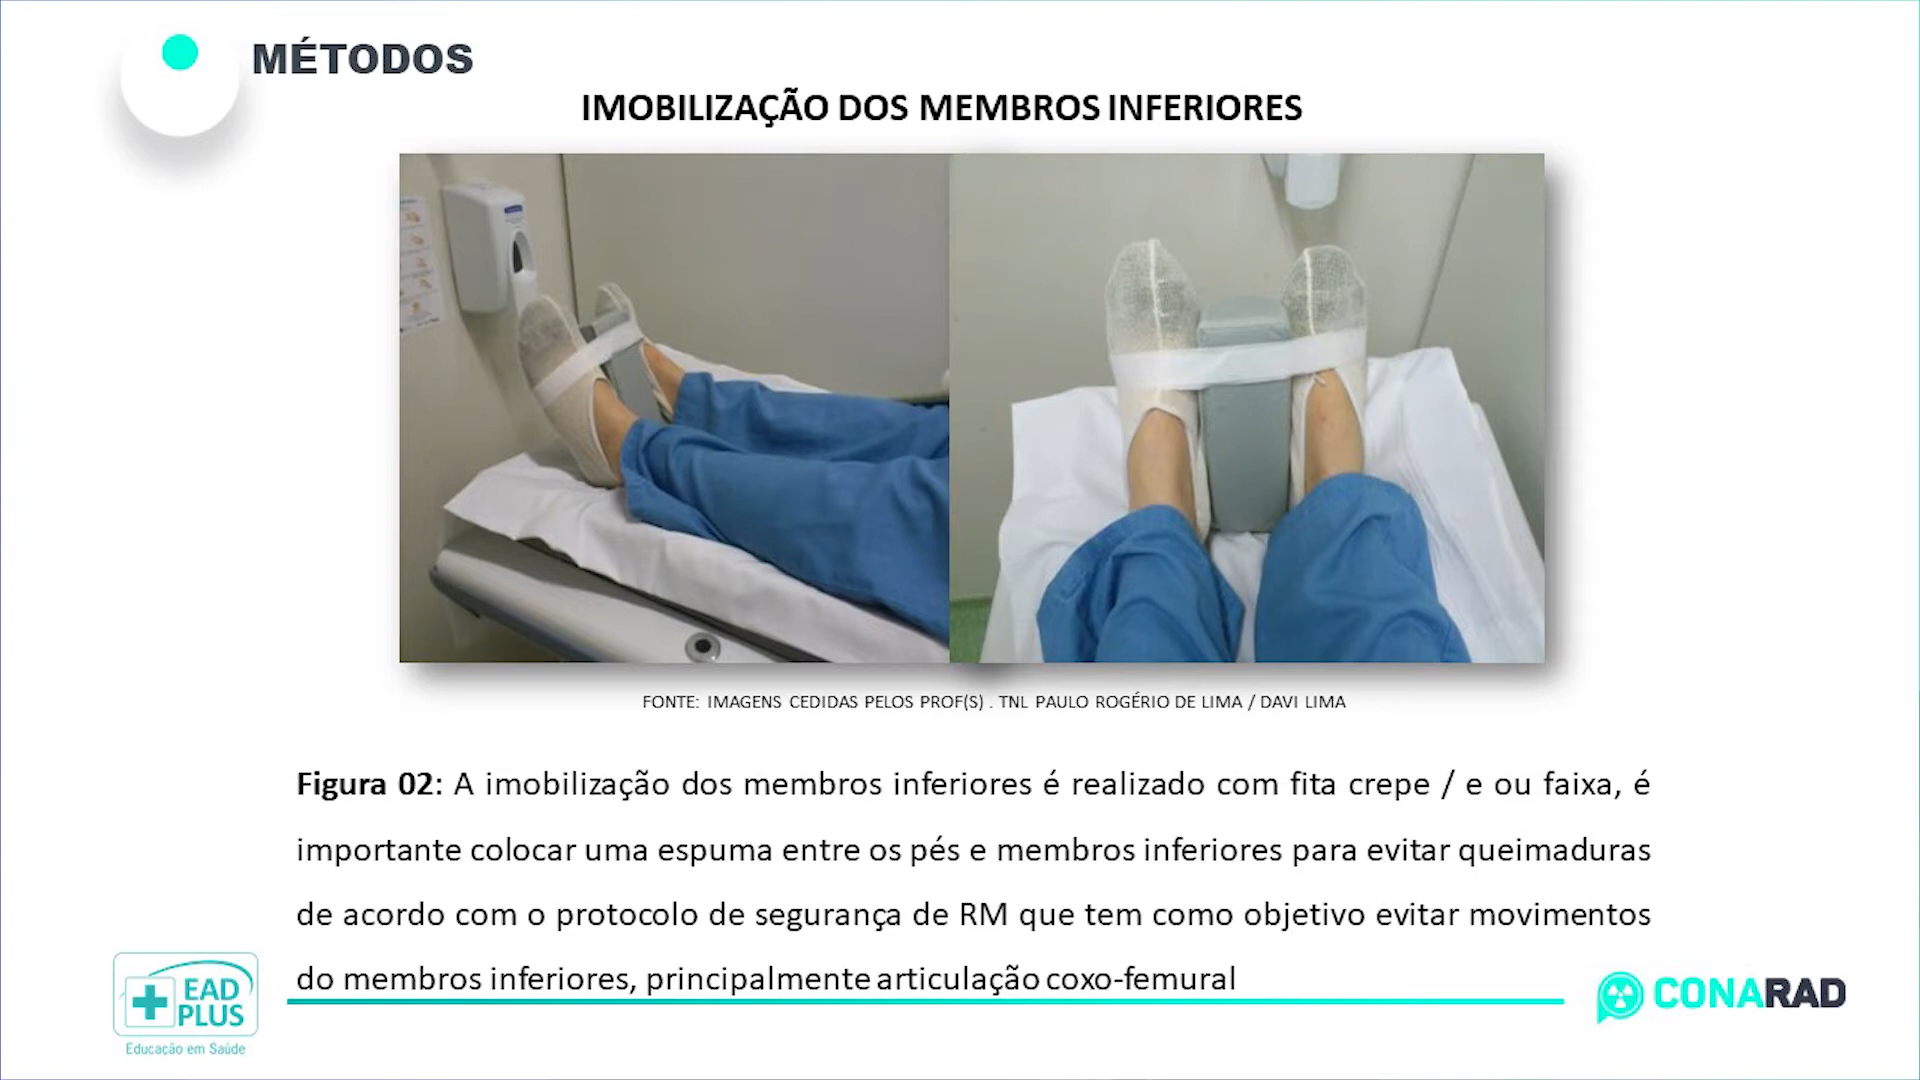 MÉTODOS
IMOBILIZAÇÃO DOS MEMBROS INFERIORES
FONTE: IMAGENS CEDIDAS PELOS PROF(S) . TNL PAULO ROGÉRIO DE LIMA / DAVI LIMA
Figura 02: A imobilização dos membros inferiores é realizado com fita crepe / e ou faixa, é
importante colocar uma espuma entre os pés e membros inferiores para evitar queimaduras
de acordo com o protocolo de segurança de RM que tem como objetivo evitar movimentos
do membros inferiores, principalmente articulação coxo-femural
EAD
PLUS
Educação em Saúde
CONARAD